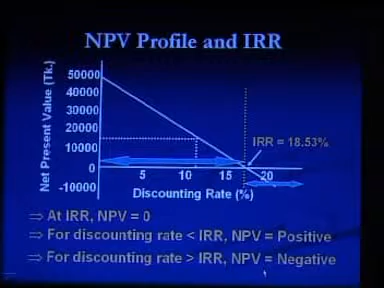 NPV Profile and IRR
Net Present Value (Tk.)
50000
40000
30000
20000
10000
0
-10000
IRR = 18.53%
5 10 15 20
Discounting Rate (%)
⇒ At IRR, NPV = 0
⇒ For discounting rate < IRR, NPV = Positive
⇒ For discounting rate > IRR, NPV = Negative